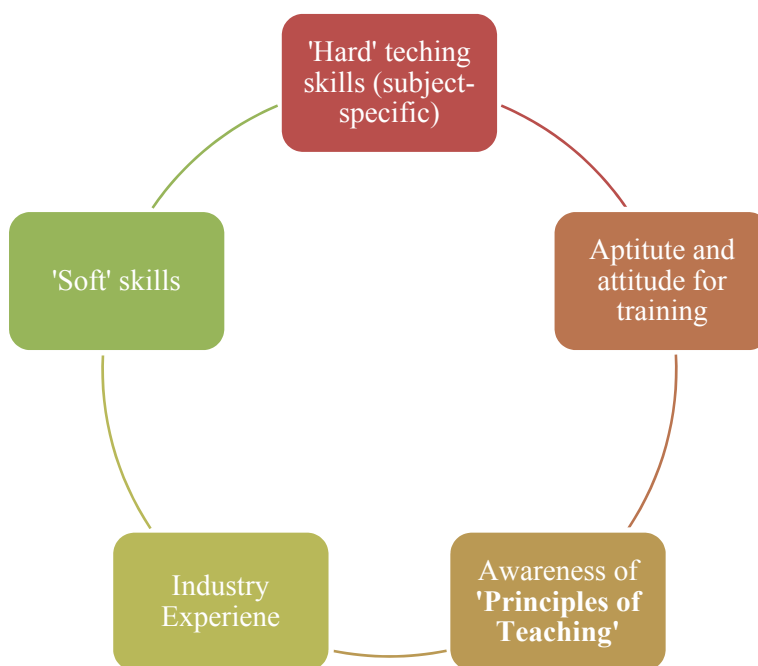 'Hard' teching
skills (subject-
specific)
Aptitute and
attitude for
training
Awareness of
'Principles of
Teaching'
Industry
Experiene
'Soft' skills